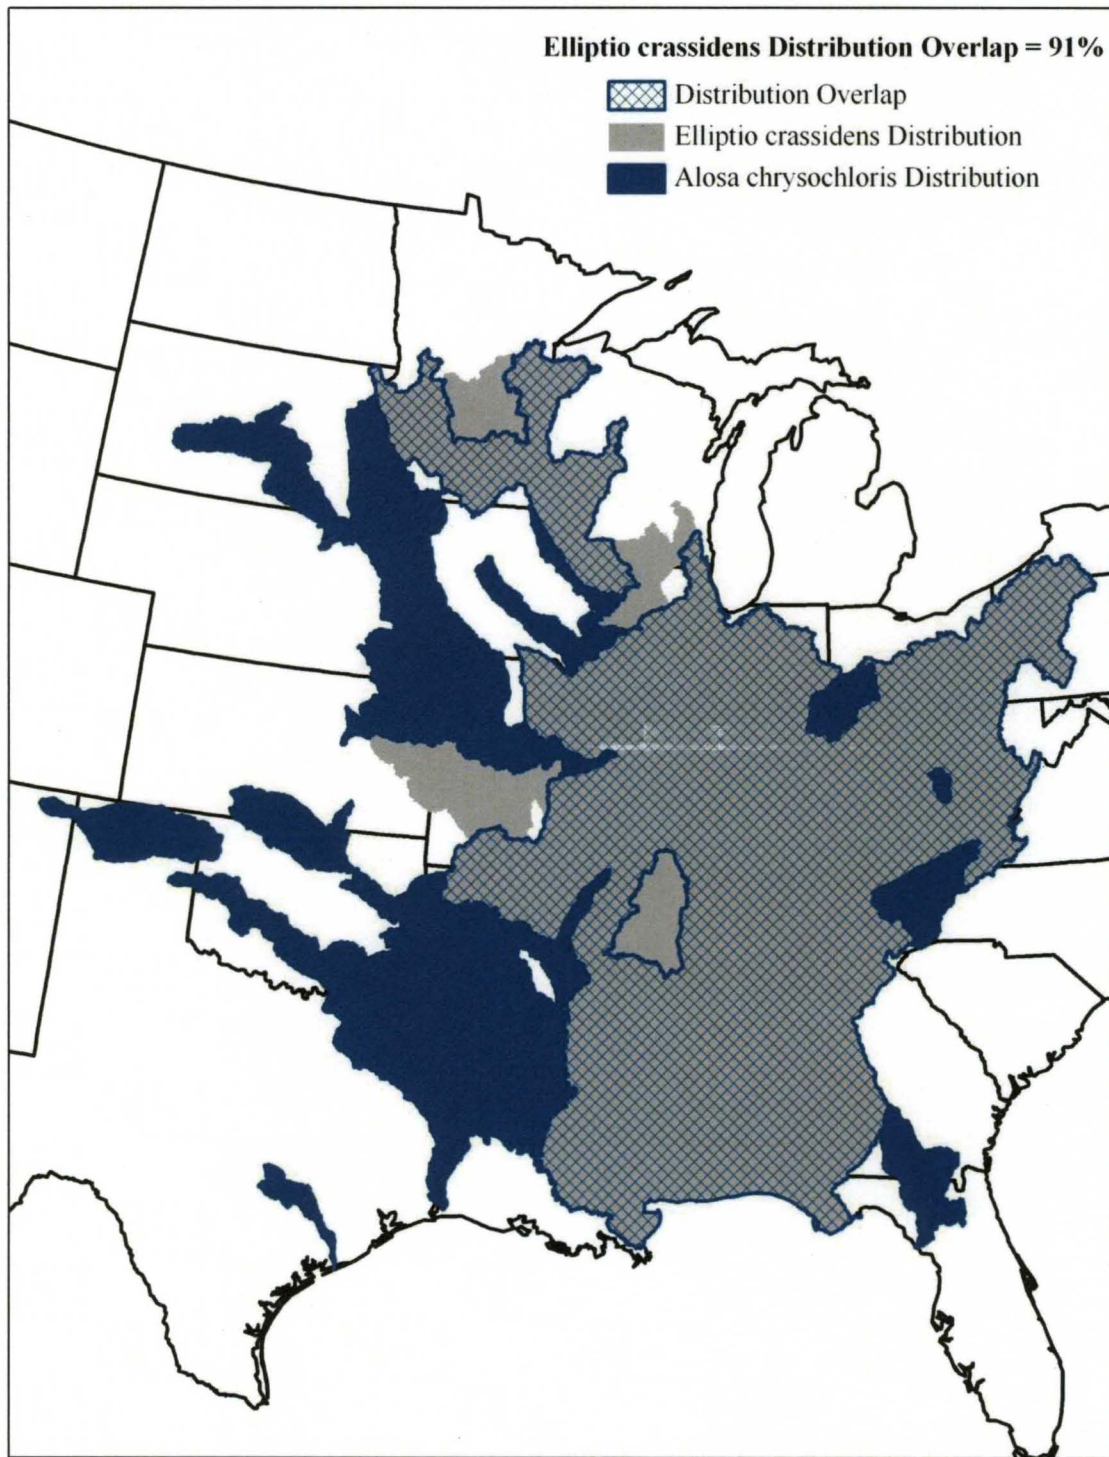 Elliptio crassidens Distribution Overlap = 91%
Distribution Overlap
Elliptio crassidens Distribution
Alosa chrysochloris Distribution